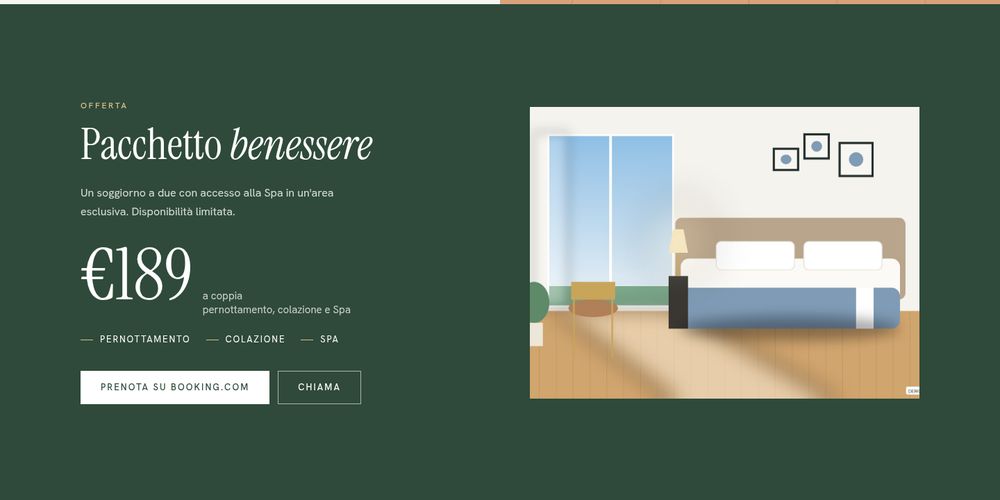 OFFERTA
Pacchetto benessere
Un soggiorno a due con accesso alla Spa in un'area
esclusiva. Disponibilità limitata.
€189
a coppia
pernottamento, colazione e Spa
PERNOTTAMENTO COLAZIONE SPA
PRENOTA SU BOOKING.COM CHIAMA